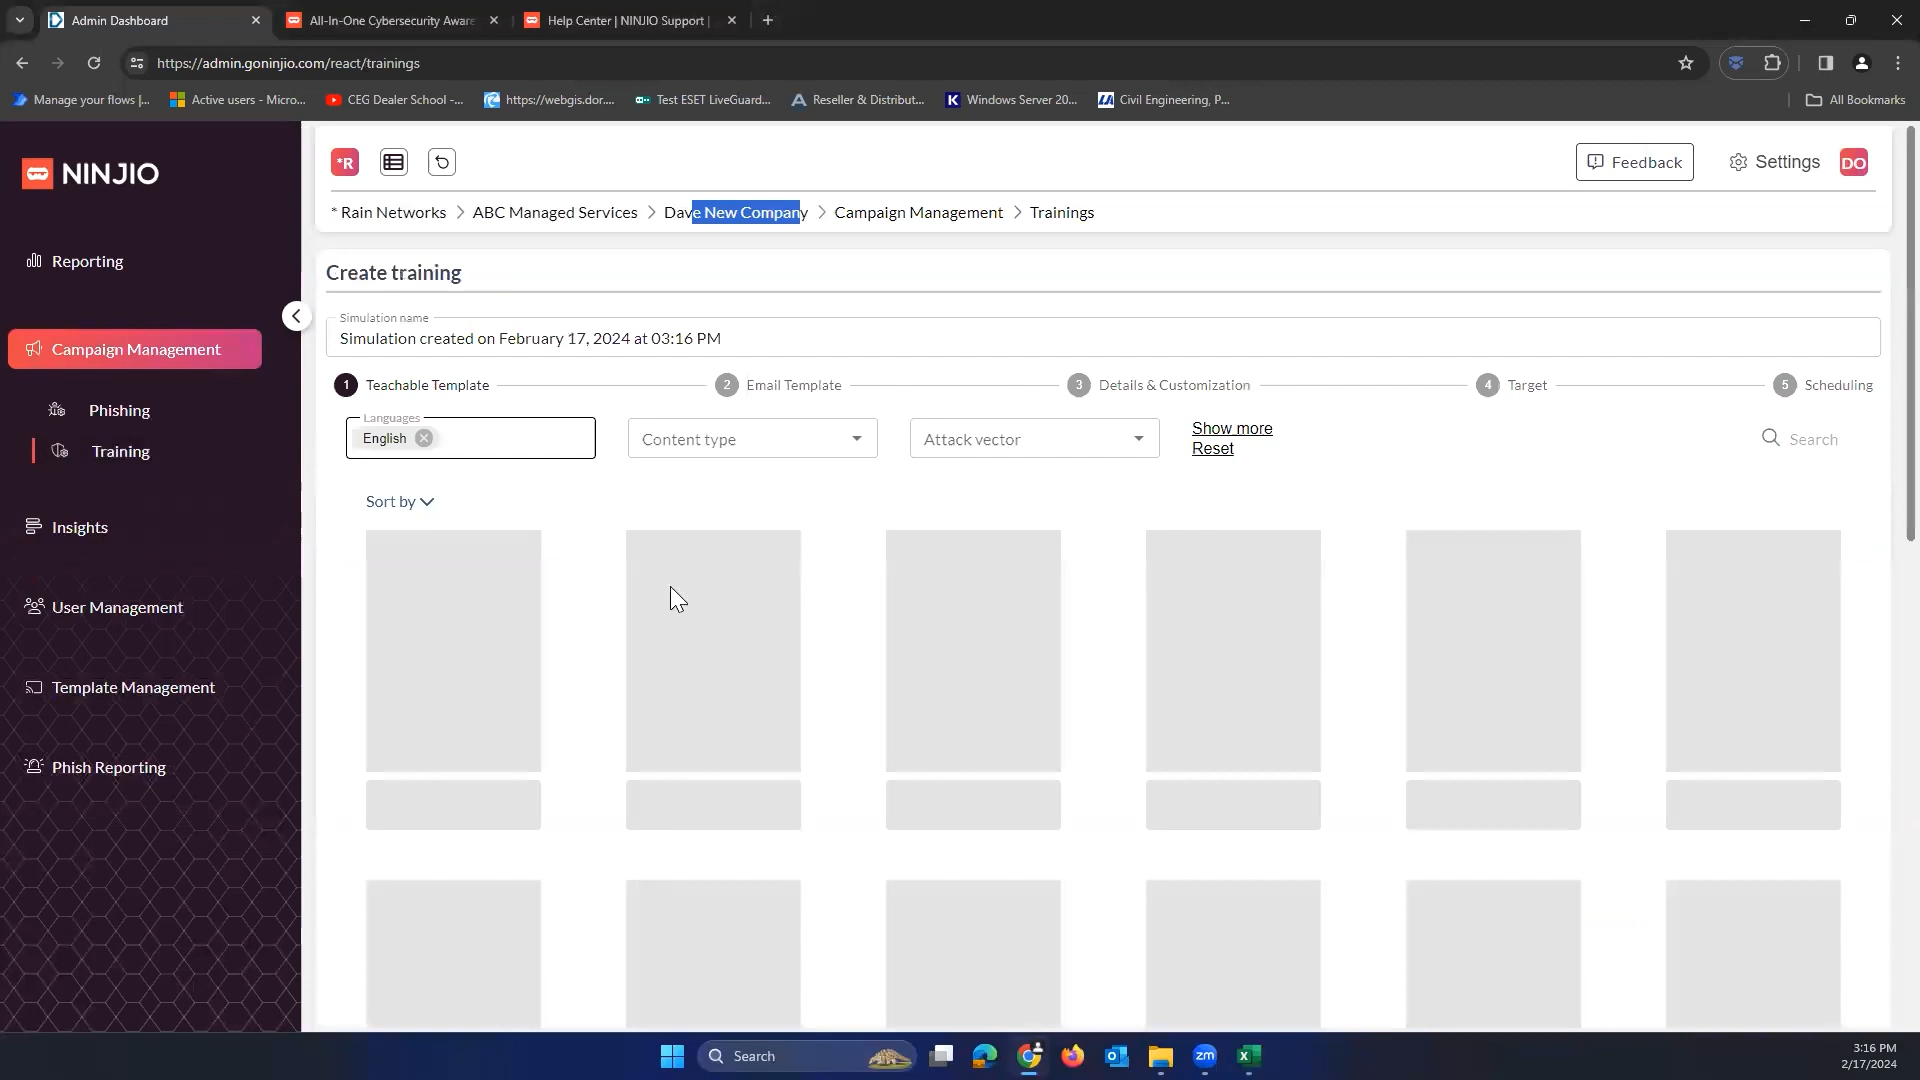 Admin Dashboard
All-In-One Cybersecurity Aware
Help Center | NINJIO Support |
https://admin.goninjio.com/react/trainings
Manage your flows |...
Active users - Micro...
CEG Dealer School -...
https://webgis.dor....
Test ESET LiveGuard...
Reseller & Distribut...
Windows Server 20...
Civil Engineering, P...
All Bookmarks
NINJIO
*R
Feedback
Settings
DO
* Rain Networks > ABC Managed Services > Dave New Company > Campaign Management > Trainings
Reporting
Campaign Management
Phishing
Training
Insights
User Management
Template Management
Phish Reporting
Create training
Simulation name
Simulation created on February 17, 2024 at 03:16 PM
1 Teachable Template
2 Email Template
3 Details & Customization
4 Target
5 Scheduling
Languages
English
Content type
Attack vector
Show more
Reset
Search
Sort by
Search
zm
3:16 PM
2/17/2024